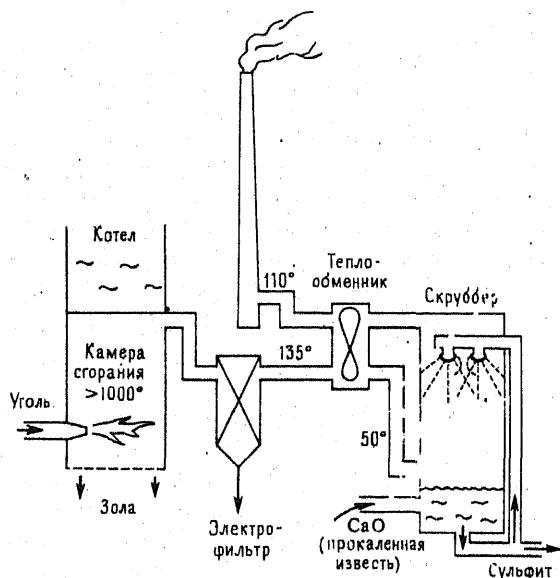 Котел
Тепло-
обменник
110°
Скруббер
Камера
сгорания
>1000°
135°
Уголь
50°
Зола
Электро-
фильтр
CaO
(прокаленная
известь)
Сульфит